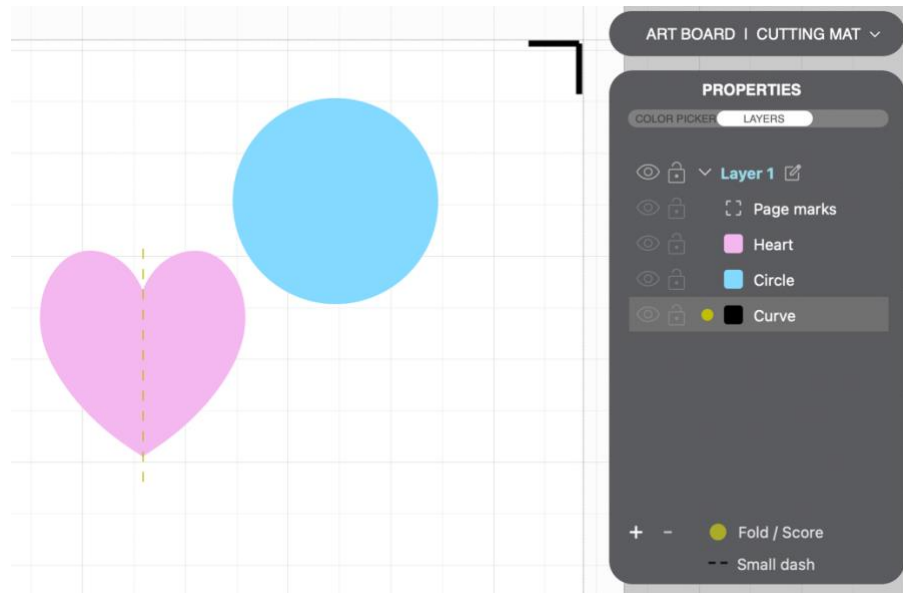 ART BOARD | CUTTING MAT
PROPERTIES
COLOR PICKER LAYERS
Layer 1
Page marks
Heart
Circle
Curve
+ - Fold / Score
Small dash